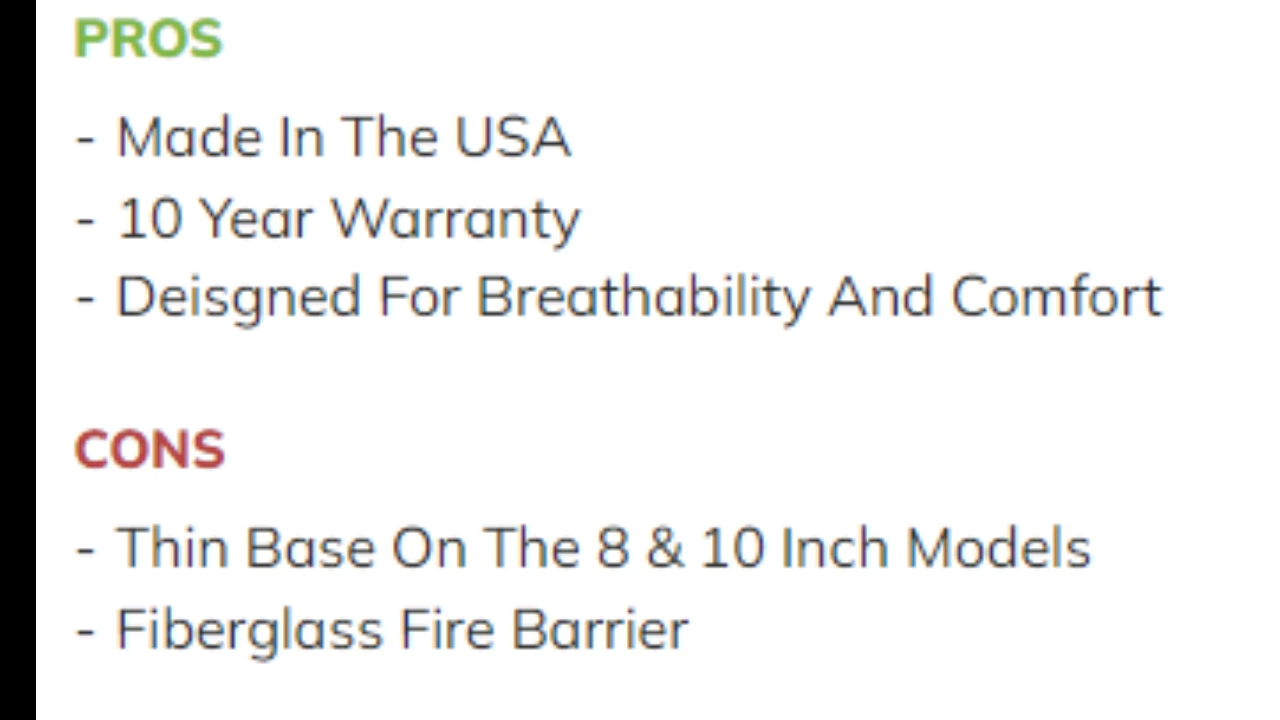 PROS
- Made In The USA
- 10 Year Warranty
- Deisgned For Breathability And Comfort
CONS
- Thin Base On The 8 & 10 Inch Models
- Fiberglass Fire Barrier